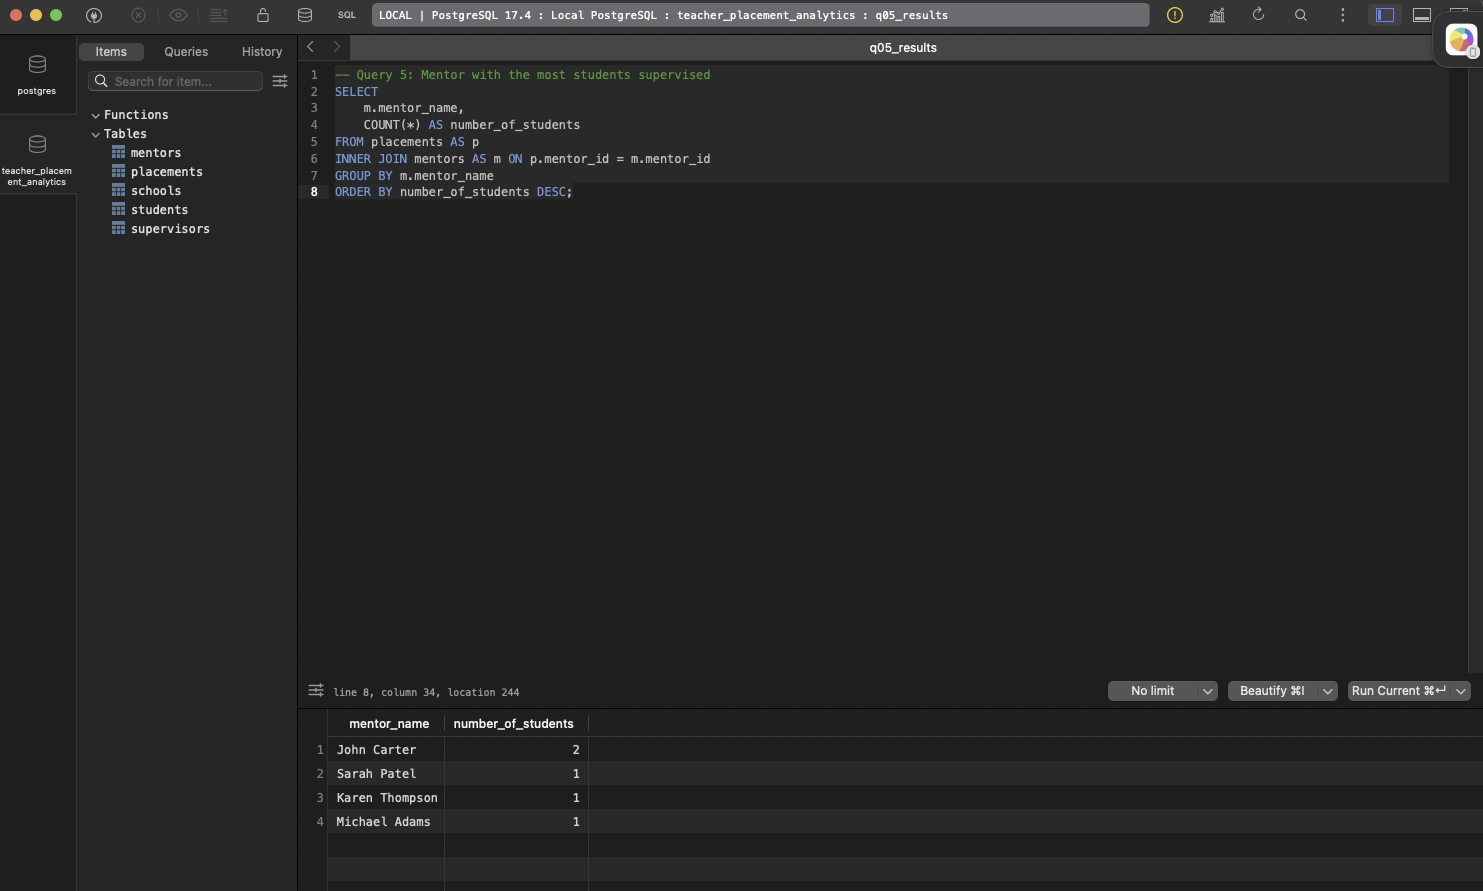 SQL
LOCAL | PostgreSQL 17.4 : Local PostgreSQL : teacher_placement_analytics : q05_results
postgres
teacher_placem
ent_analytics
Items Queries History
Search for item...
Functions
Tables
mentors
placements
schools
students
supervisors
q05_results
1 -- Query 5: Mentor with the most students supervised
2 SELECT
3 m.mentor_name,
4 COUNT(*) AS number_of_students
5 FROM placements AS p
6 INNER JOIN mentors AS m ON p.mentor_id = m.mentor_id
7 GROUP BY m.mentor_name
8 ORDER BY number_of_students DESC;
line 8, column 34, location 244
No limit Beautify ⌘I Run Current ⌘↵
mentor_name number_of_students
1 John Carter 2
2 Sarah Patel 1
3 Karen Thompson 1
4 Michael Adams 1